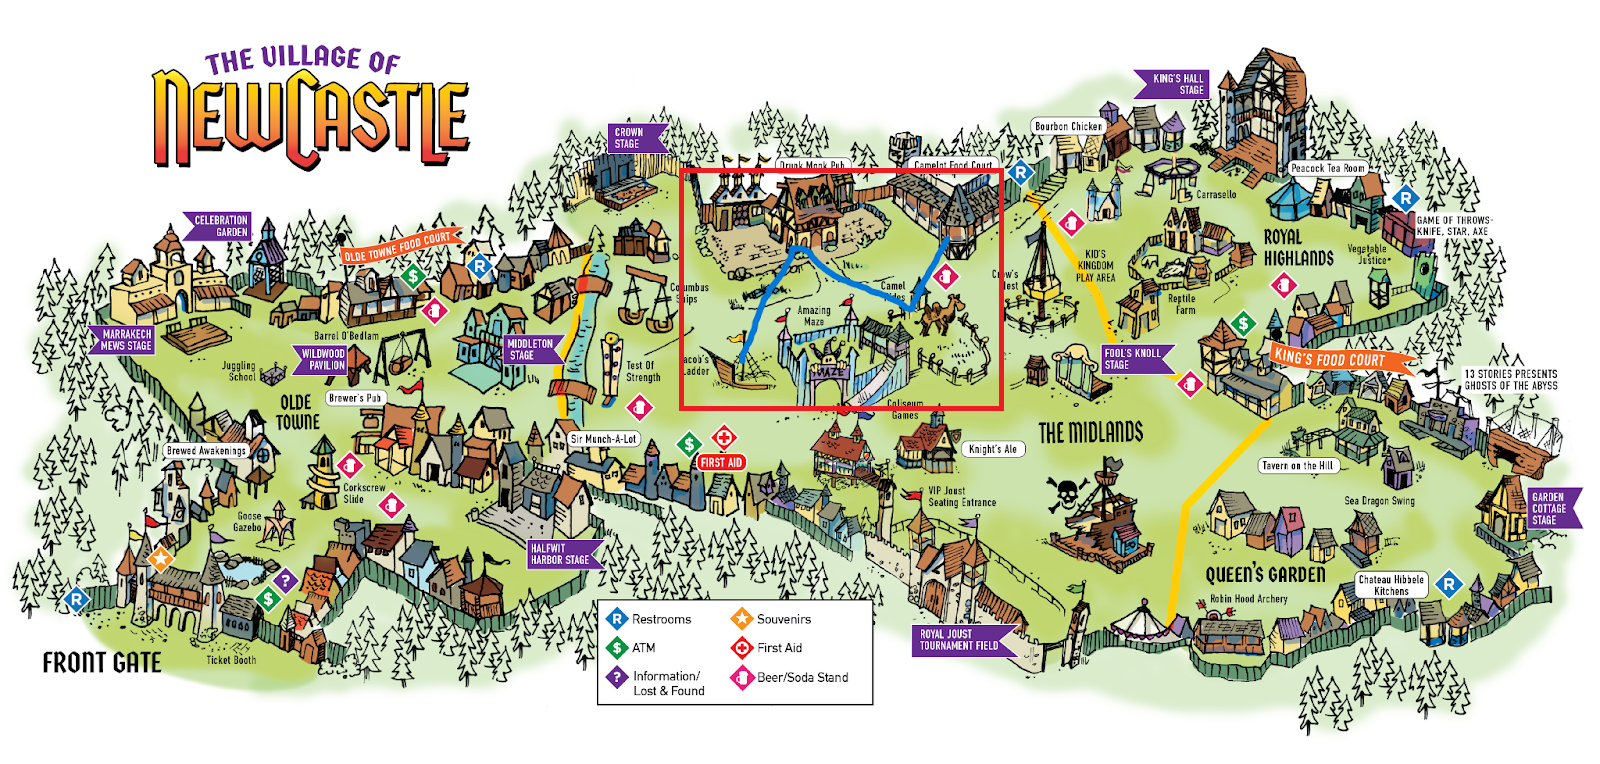 THE VILLAGE OF
NEWCASTLE
CROWN
STAGE
KING'S HALL
STAGE
Bourbon Chicken
R
Drunk Monk Pub
Camelot Food Court
Peacock Tea Room
R
Carrasello
GAME OF THROWS-
KNIFE, STAR, AXE
CELEBRATION
GARDEN
OLDE TOWNE FOOD COURT
$
R
ROYAL
HIGHLANDS
Vegetable
Justice
KID'S
KINGDOM
PLAY AREA
Reptile
Farm
Columbus
Camel
Amazing
Maze
MAZE
MARRAKECH
MEWS STAGE
Barrel O'Bedlam
WILDWOOD
PAVILION
MIDDLETON
STAGE
Juggling
School
Test Of
Strength
Ladder
FOOL'S KNOLL
STAGE
$
KING'S FOOD COURT
13 STORIES PRESENTS
GHOSTS OF THE ABYSS
OLDE
TOWNE
Brewer's Pub
Coliseum
Games
THE MIDLANDS
Brewed Awakenings
Sir Munch-A-Lot
$
FIRST AID
Knight's Ale
Tavern on the Hill
Corkscrew
Slide
VIP Joust
Seating Entrance
Sea Dragon Swing
GARDEN
COTTAGE
STAGE
Goose
Gazebo
HALFWIT
HARBOR STAGE
QUEEN'S GARDEN
Chateau Hibbele
Kitchens
R
Robin Hood Archery
R
?
$
ROYAL JOUST
TOURNAMENT FIELD
FRONT GATE
Ticket Booth
R Restrooms
$ ATM
? Information/
Lost & Found
Souvenirs
First Aid
Beer/Soda Stand